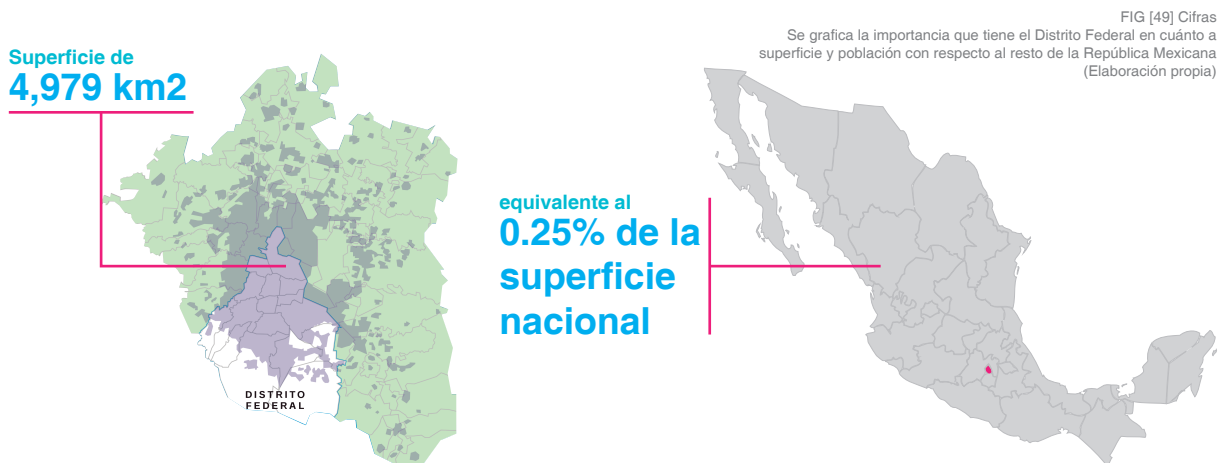 FIG [49] Cifras
Se grafica la importancia que tiene el Distrito Federal en cuánto a
superficie y población con respecto al resto de la República Mexicana
(Elaboración propia)
Superficie de
4,979 km2
DISTRITO
FEDERAL
equivalente al
0.25% de la
superficie
nacional